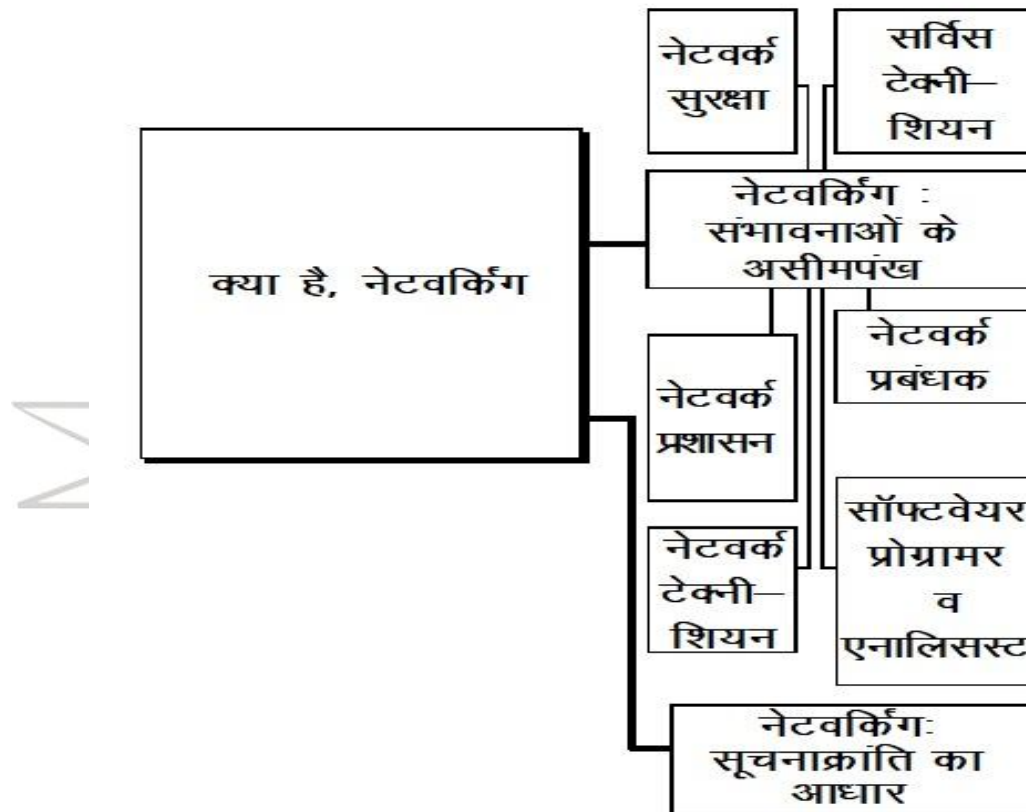 नेटवर्क
सुरक्षा
सर्विस
टेक्नी–
शियन
क्या है, नेटवर्किंग
नेटवर्किंग :
संभावनाओं के
असीमपंख
नेटवर्क
प्रशासन
नेटवर्क
प्रबंधक
नेटवर्क
टेक्नी–
शियन
सॉफ्टवेयर
प्रोग्रामर
व
एनालिसस्ट
नेटवर्किंग:
सूचनाक्रांति का
आधार
M